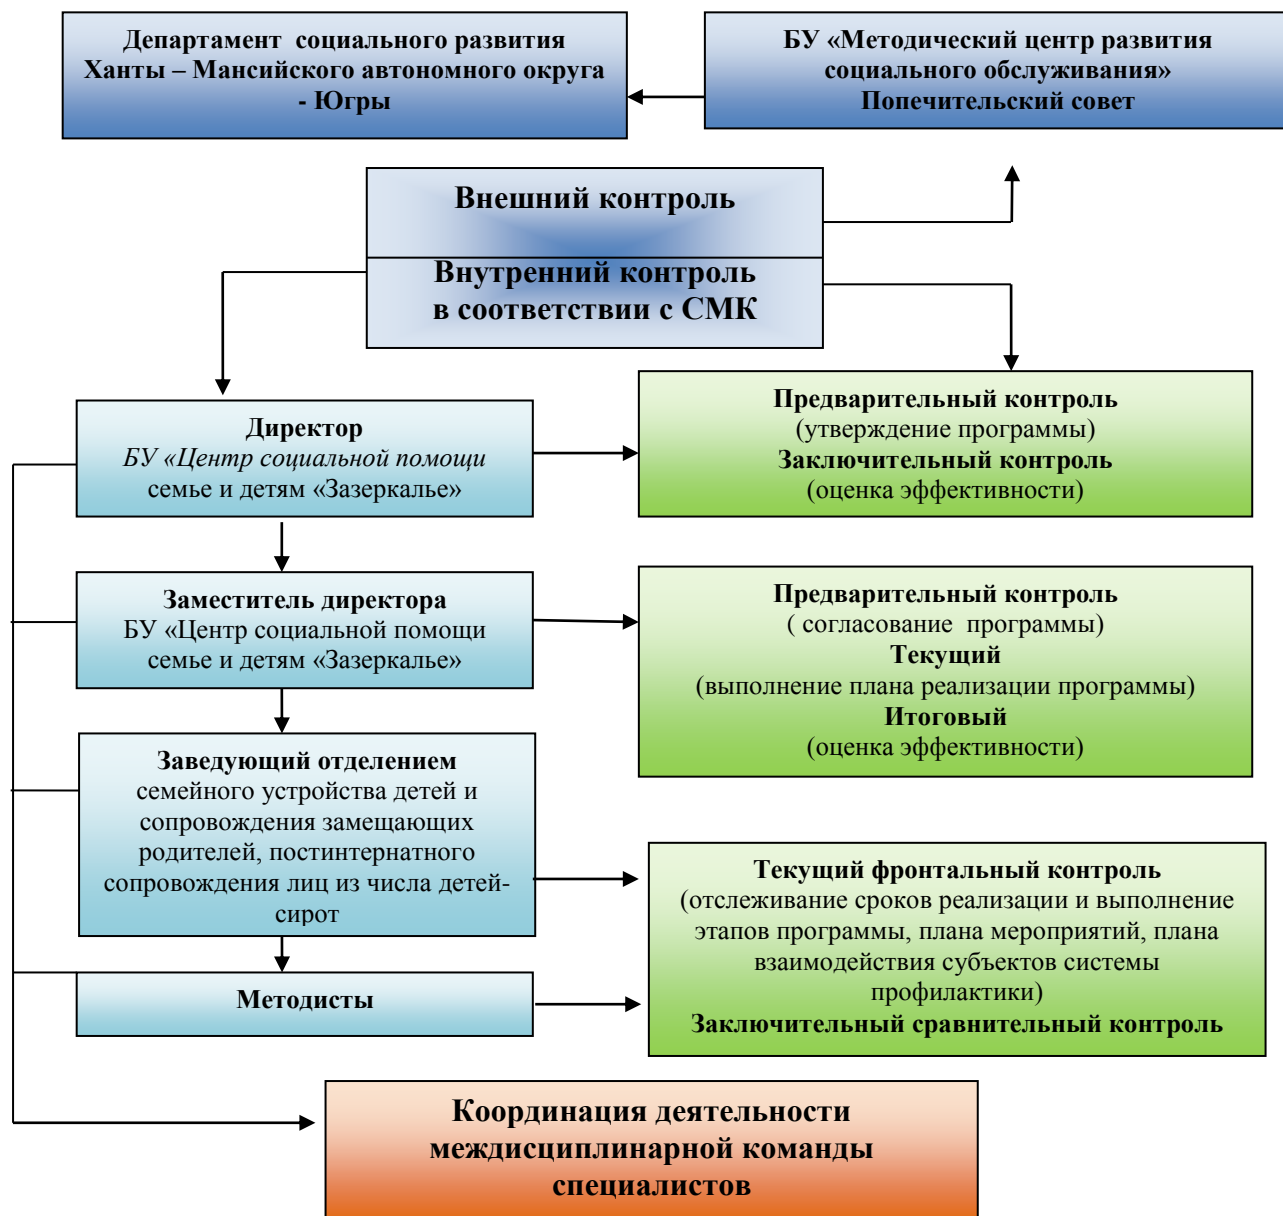 Департамент социального развития
Ханты – Мансийского автономного округа
- Югры
БУ «Методический центр развития
социального обслуживания»
Попечительский совет
Внешний контроль
Внутренний контроль
в соответствии с СМК
Директор
БУ «Центр социальной помощи
семье и детям «Зазеркалье»
Предварительный контроль
(утверждение программы)
Заключительный контроль
(оценка эффективности)
Заместитель директора
БУ «Центр социальной помощи
семье и детям «Зазеркалье»
Предварительный контроль
( согласование программы)
Текущий
(выполнение плана реализации программы)
Итоговый
(оценка эффективности)
Заведующий отделением
семейного устройства детей и
сопровождения замещающих
родителей, постинтернатного
сопровождения лиц из числа детей-
сирот
Текущий фронтальный контроль
(отслеживание сроков реализации и выполнение
этапов программы, плана мероприятий, плана
взаимодействия субъектов системы
профилактики)
Заключительный сравнительный контроль
Методисты
Координация деятельности
междисциплинарной команды
специалистов